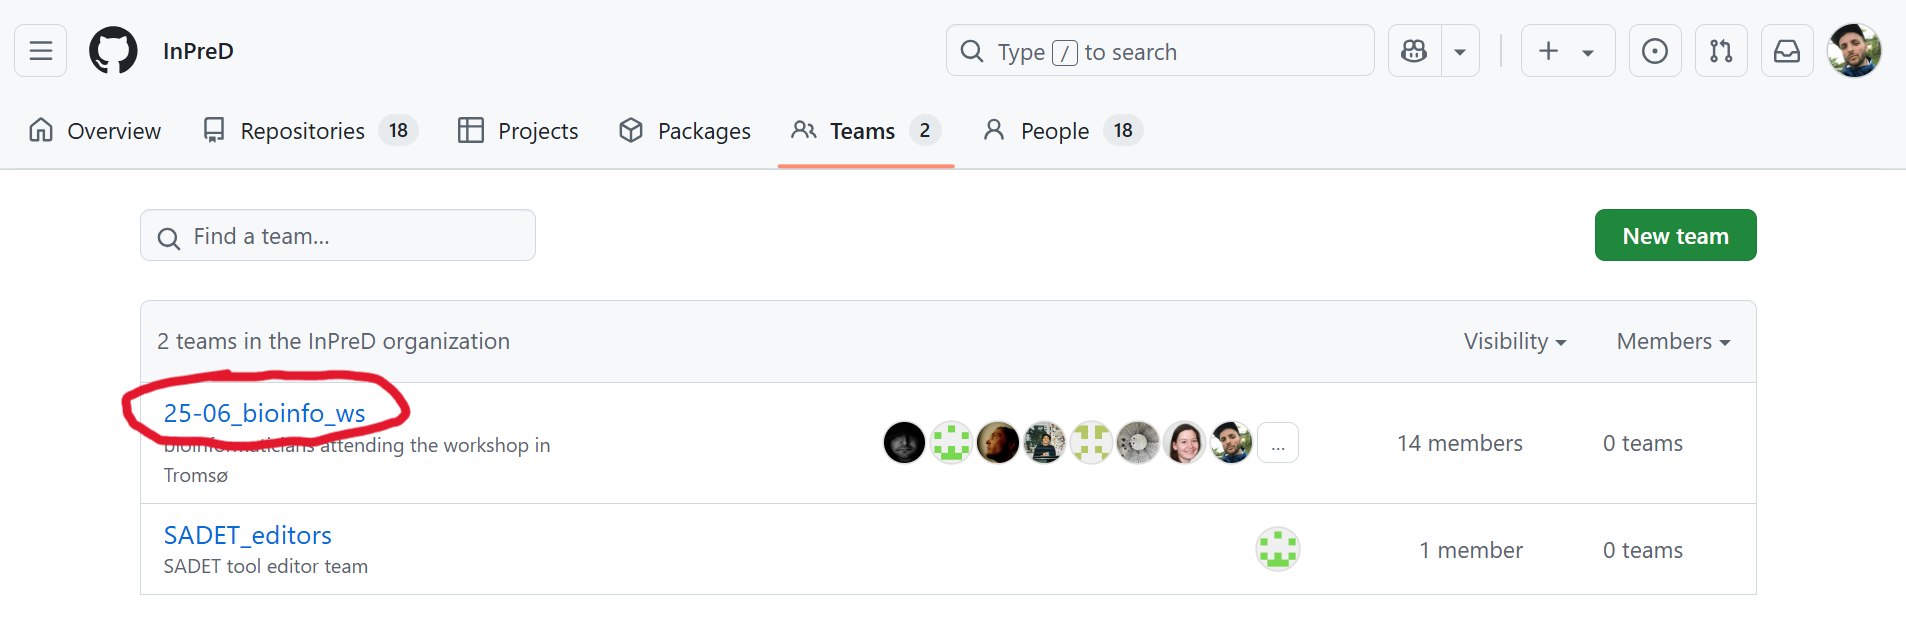 InPreD
Type / to search
Overview
Repositories 18
Projects
Packages
Teams 2
People 18
Find a team...
New team
2 teams in the InPreD organization
Visibility
Members
25-06_bioinfo_ws
bioinformaticians attending the workshop in
Tromsø
...
14 members
0 teams
SADET_editors
SADET tool editor team
1 member
0 teams